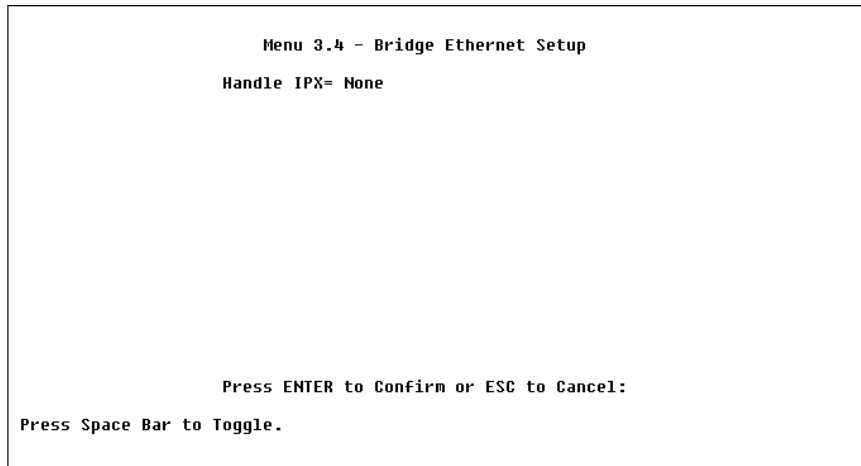 Menu 3.4 - Bridge Ethernet Setup
Handle IPX= None
Press ENTER to Confirm or ESC to Cancel:
Press Space Bar to Toggle.